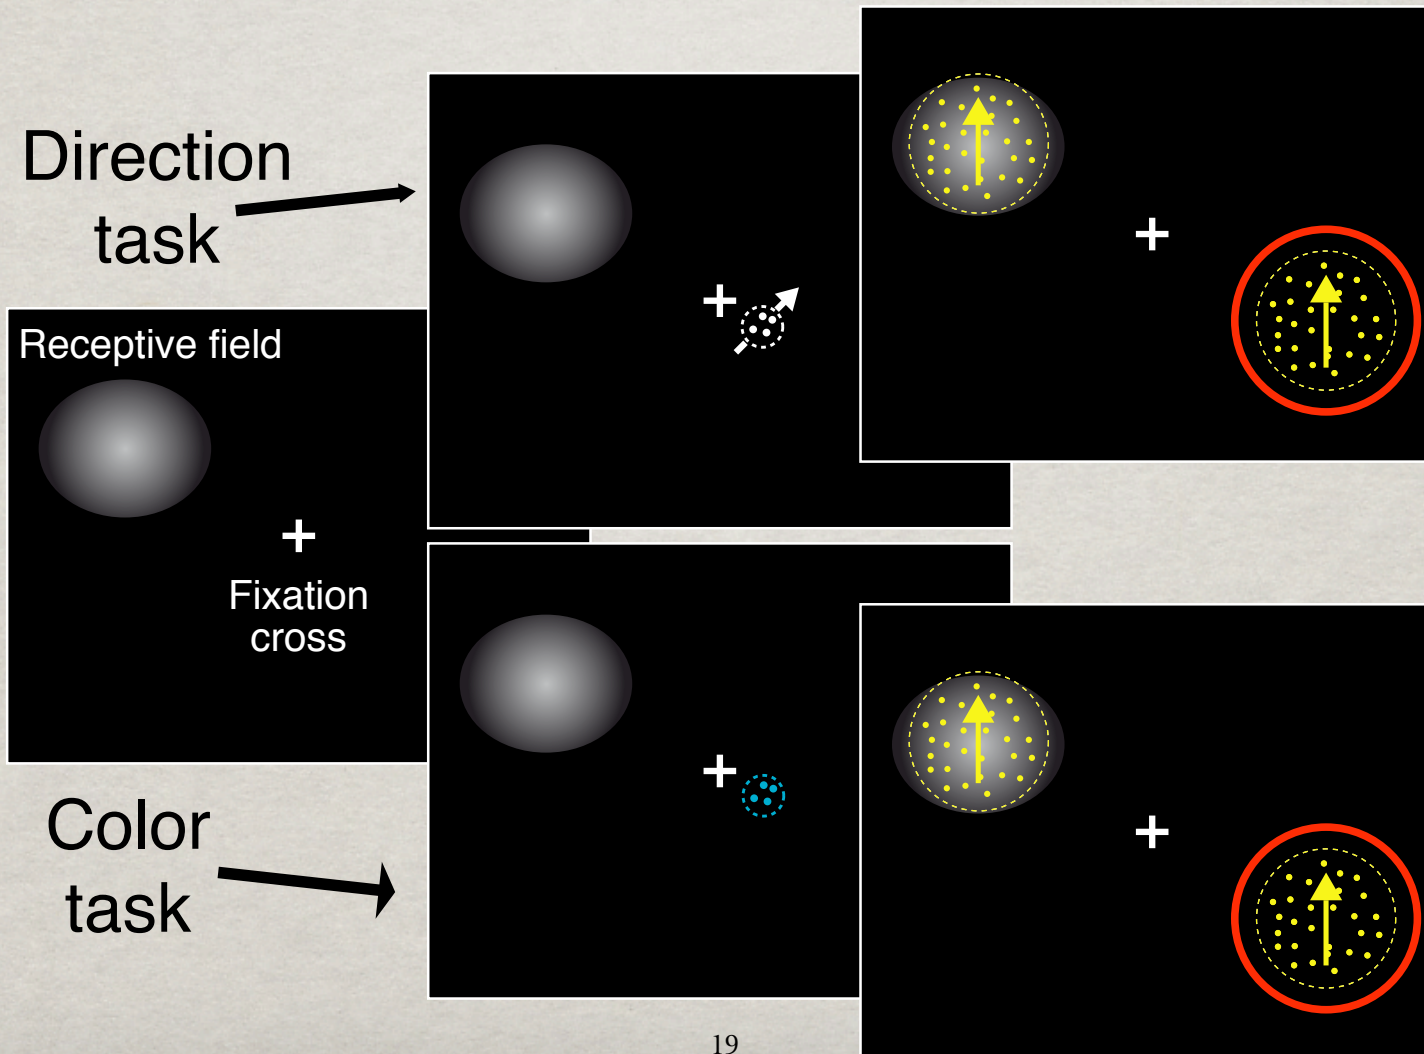 Direction
task
Receptive field
Fixation
cross
Color
task
19